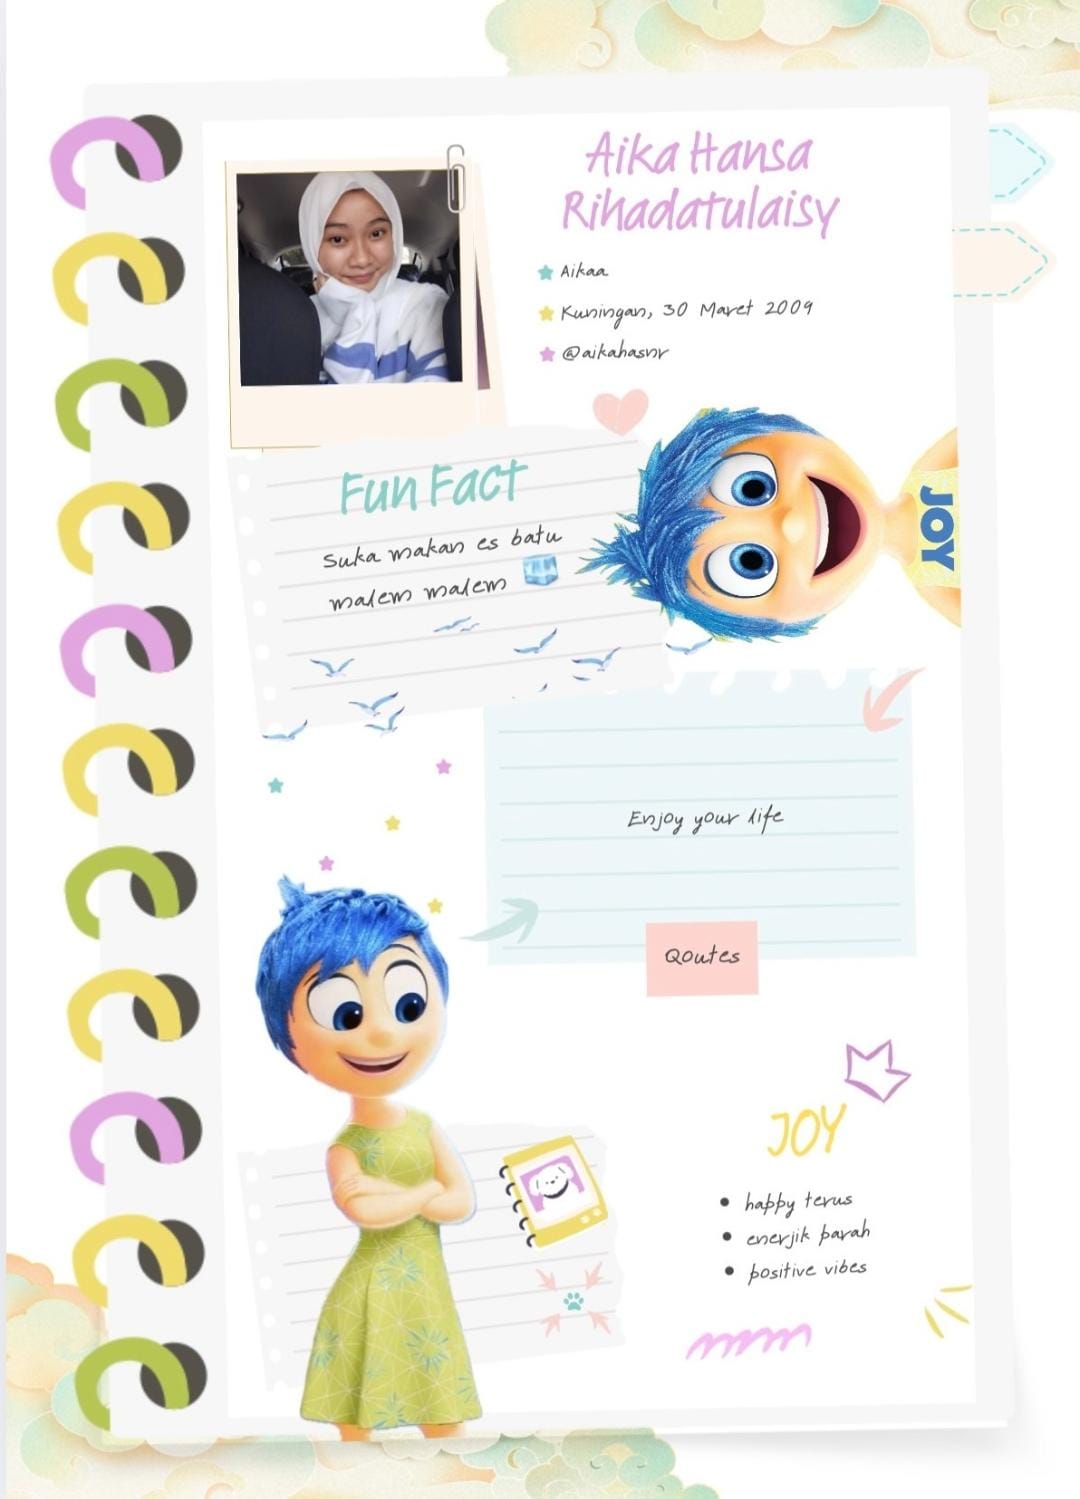 Aika Hansa
Rihadatulaisy
Aikaa
Kuningan, 30 Maret 2009
@aikahasnr
Fun Fact
suka makan es batu
malem malem
JOY
Enjoy your life
Qoutes
JOY
happy terus
enerjik parah
positive vibes